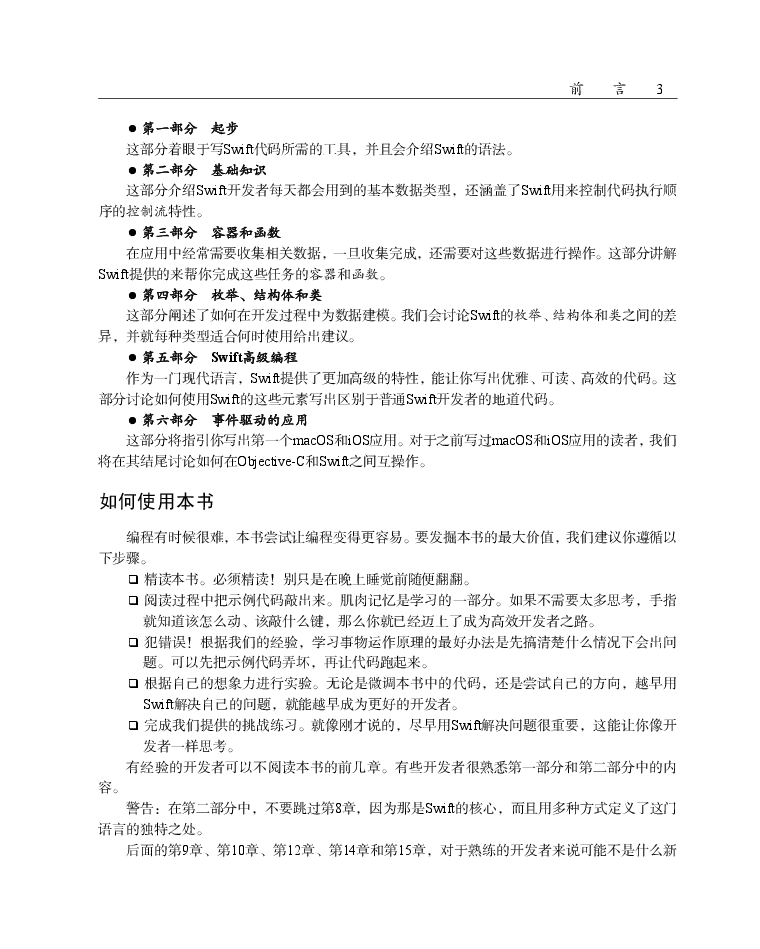 前　言　3
● 第一部分　起步
这部分着眼于写Swift代码所需的工具，并且会介绍Swift的语法。
● 第二部分　基础知识
这部分介绍Swift开发者每天都会用到的基本数据类型，还涵盖了Swift用来控制代码执行顺
序的控制流特性。
● 第三部分　容器和函数
在应用中经常需要收集相关数据，一旦收集完成，还需要对这些数据进行操作。这部分讲解
Swift提供的来帮你完成这些任务的容器和函数。
● 第四部分　枚举、结构体和类
这部分阐述了如何在开发过程中为数据建模。我们会讨论Swift的枚举、结构体和类之间的差
异，并就每种类型适合何时使用给出建议。
● 第五部分　Swift高级编程
作为一门现代语言，Swift提供了更加高级的特性，能让你写出优雅、可读、高效的代码。这
部分讨论如何使用Swift的这些元素写出区别于普通Swift开发者的地道代码。
● 第六部分　事件驱动的应用
这部分将指引你写出第一个macOS和iOS应用。对于之前写过macOS和iOS应用的读者，我们
将在其结尾讨论如何在Objective-C和Swift之间互操作。
如何使用本书
编程有时候很难，本书尝试让编程变得更容易。要发掘本书的最大价值，我们建议你遵循以
下步骤。
❑ 精读本书。必须精读！别只是在晚上睡觉前随便翻翻。
❑ 阅读过程中把示例代码敲出来。肌肉记忆是学习的一部分。如果不需要太多思考，手指
就知道该怎么动、该敲什么键，那么你就已经迈上了成为高效开发者之路。
❑ 犯错误！根据我们的经验，学习事物运作原理的最好办法是先搞清楚什么情况下会出问
题。可以先把示例代码弄坏，再让代码跑起来。
❑ 根据自己的想象力进行实验。无论是微调本书中的代码，还是尝试自己的方向，越早用
Swift解决自己的问题，就能越早成为更好的开发者。
❑ 完成我们提供的挑战练习。就像刚才说的，尽早用Swift解决问题很重要，这能让你像开
发者一样思考。
有经验的开发者可以不阅读本书的前几章。有些开发者很熟悉第一部分和第二部分中的内
容。
警告：在第二部分中，不要跳过第8章，因为那是Swift的核心，而且用多种方式定义了这门
语言的独特之处。
后面的第9章、第10章、第12章、第14章和第15章，对于熟练的开发者来说可能不是什么新